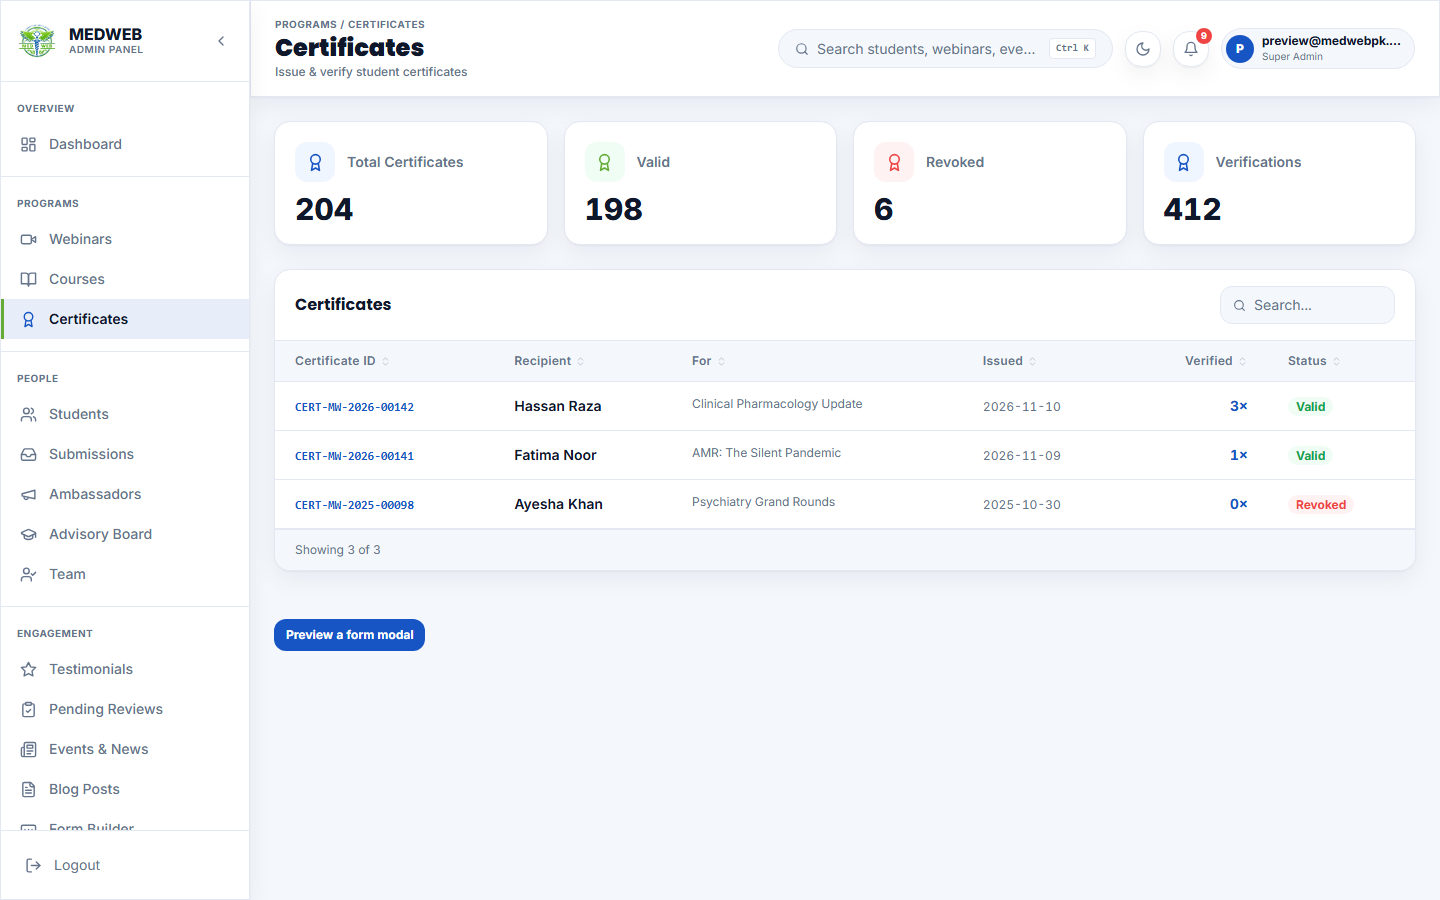 MEDWEB
ADMIN PANEL
OVERVIEW
Dashboard
PROGRAMS
Webinars
Courses
Certificates
PEOPLE
Students
Submissions
Ambassadors
Advisory Board
Team
ENGAGEMENT
Testimonials
Pending Reviews
Events & News
Blog Posts
Form Builder
Logout
PROGRAMS / CERTIFICATES
Certificates
Issue & verify student certificates
Search students, webinars, eve... Ctrl K
9
P
preview@medwebpk....
Super Admin
Total Certificates
204
Valid
198
Revoked
6
Verifications
412
Certificates
Search...
Certificate ID Recipient For Issued Verified Status
CERT-MW-2026-00142 Hassan Raza Clinical Pharmacology Update 2026-11-10 3× Valid
CERT-MW-2026-00141 Fatima Noor AMR: The Silent Pandemic 2026-11-09 1× Valid
CERT-MW-2025-00098 Ayesha Khan Psychiatry Grand Rounds 2025-10-30 0× Revoked
Showing 3 of 3
Preview a form modal